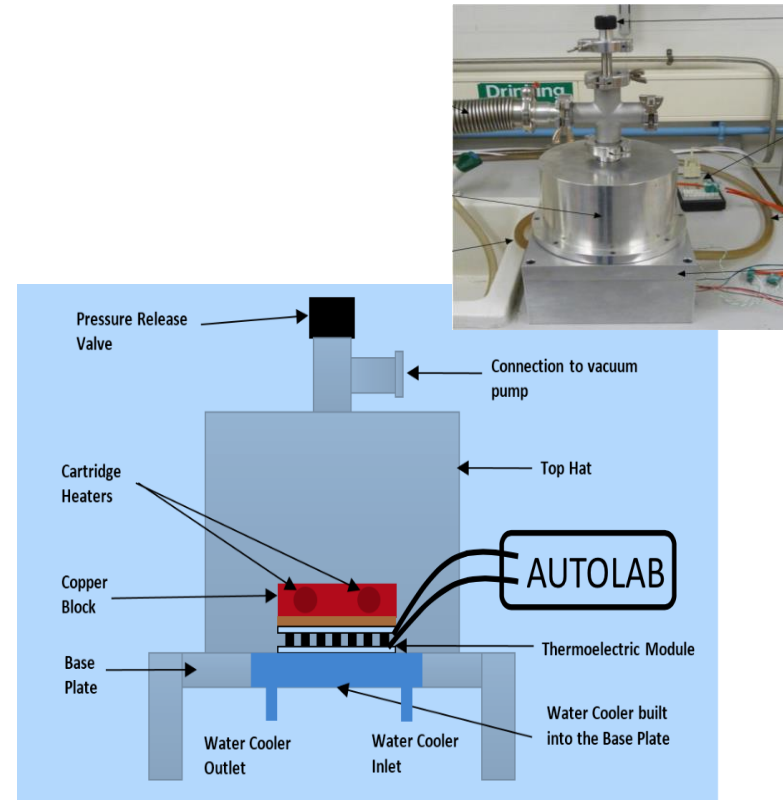 Drinking
Pressure Release
Valve
Connection to vacuum
pump
Top Hat
Cartridge
Heaters
AUTOLAB
Copper
Block
Thermoelectric Module
Base
Plate
Water Cooler built
into the Base Plate
Water Cooler
Outlet
Water Cooler
Inlet